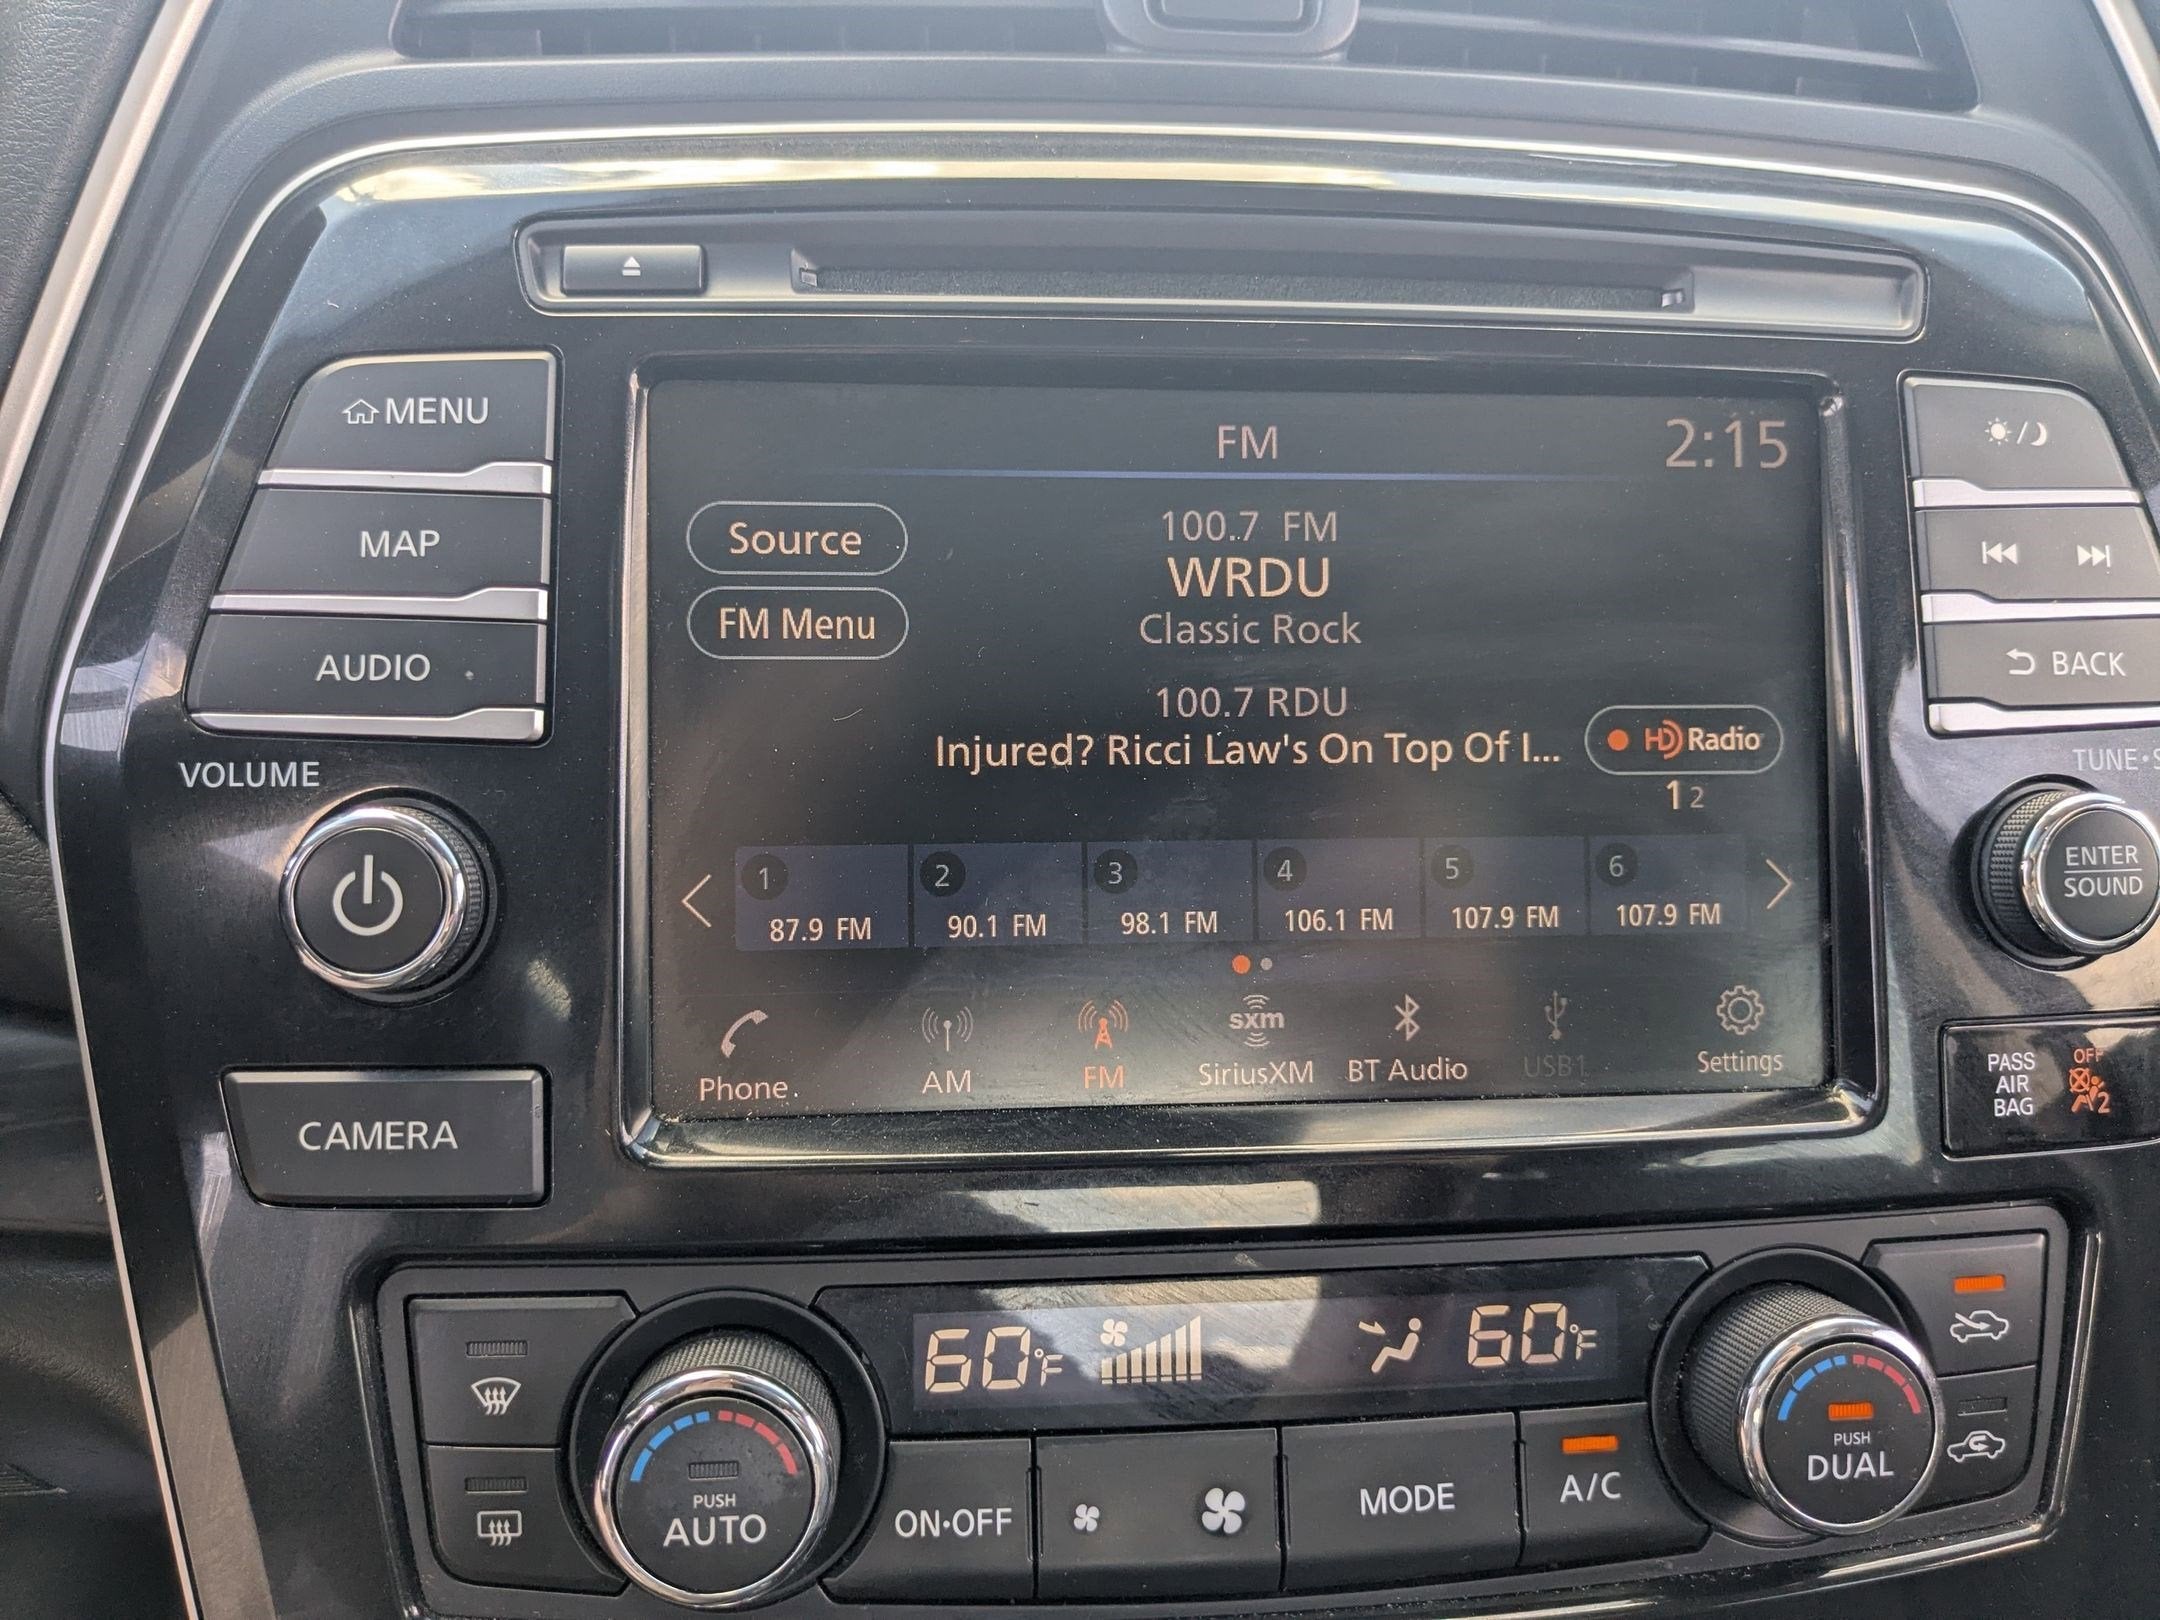 MENU
MAP
AUDIO
VOLUME
CAMERA
FM
2:15
Source
FM Menu
100.7 FM
WRDU
Classic Rock
100.7 RDU
Injured? Ricci Law's On Top Of I...
HD Radio
1 2
1 2 3 4 5 6
87.9 FM 90.1 FM 98.1 FM 106.1 FM 107.9 FM 107.9 FM
Phone
AM
FM
sxm
SiriusXM
BT Audio
USB1
Settings
BACK
TUNE•S
ENTER
SOUND
PASS
AIR
BAG
OFF
2
60°F
60°F
PUSH
AUTO
ON•OFF
MODE
A/C
PUSH
DUAL